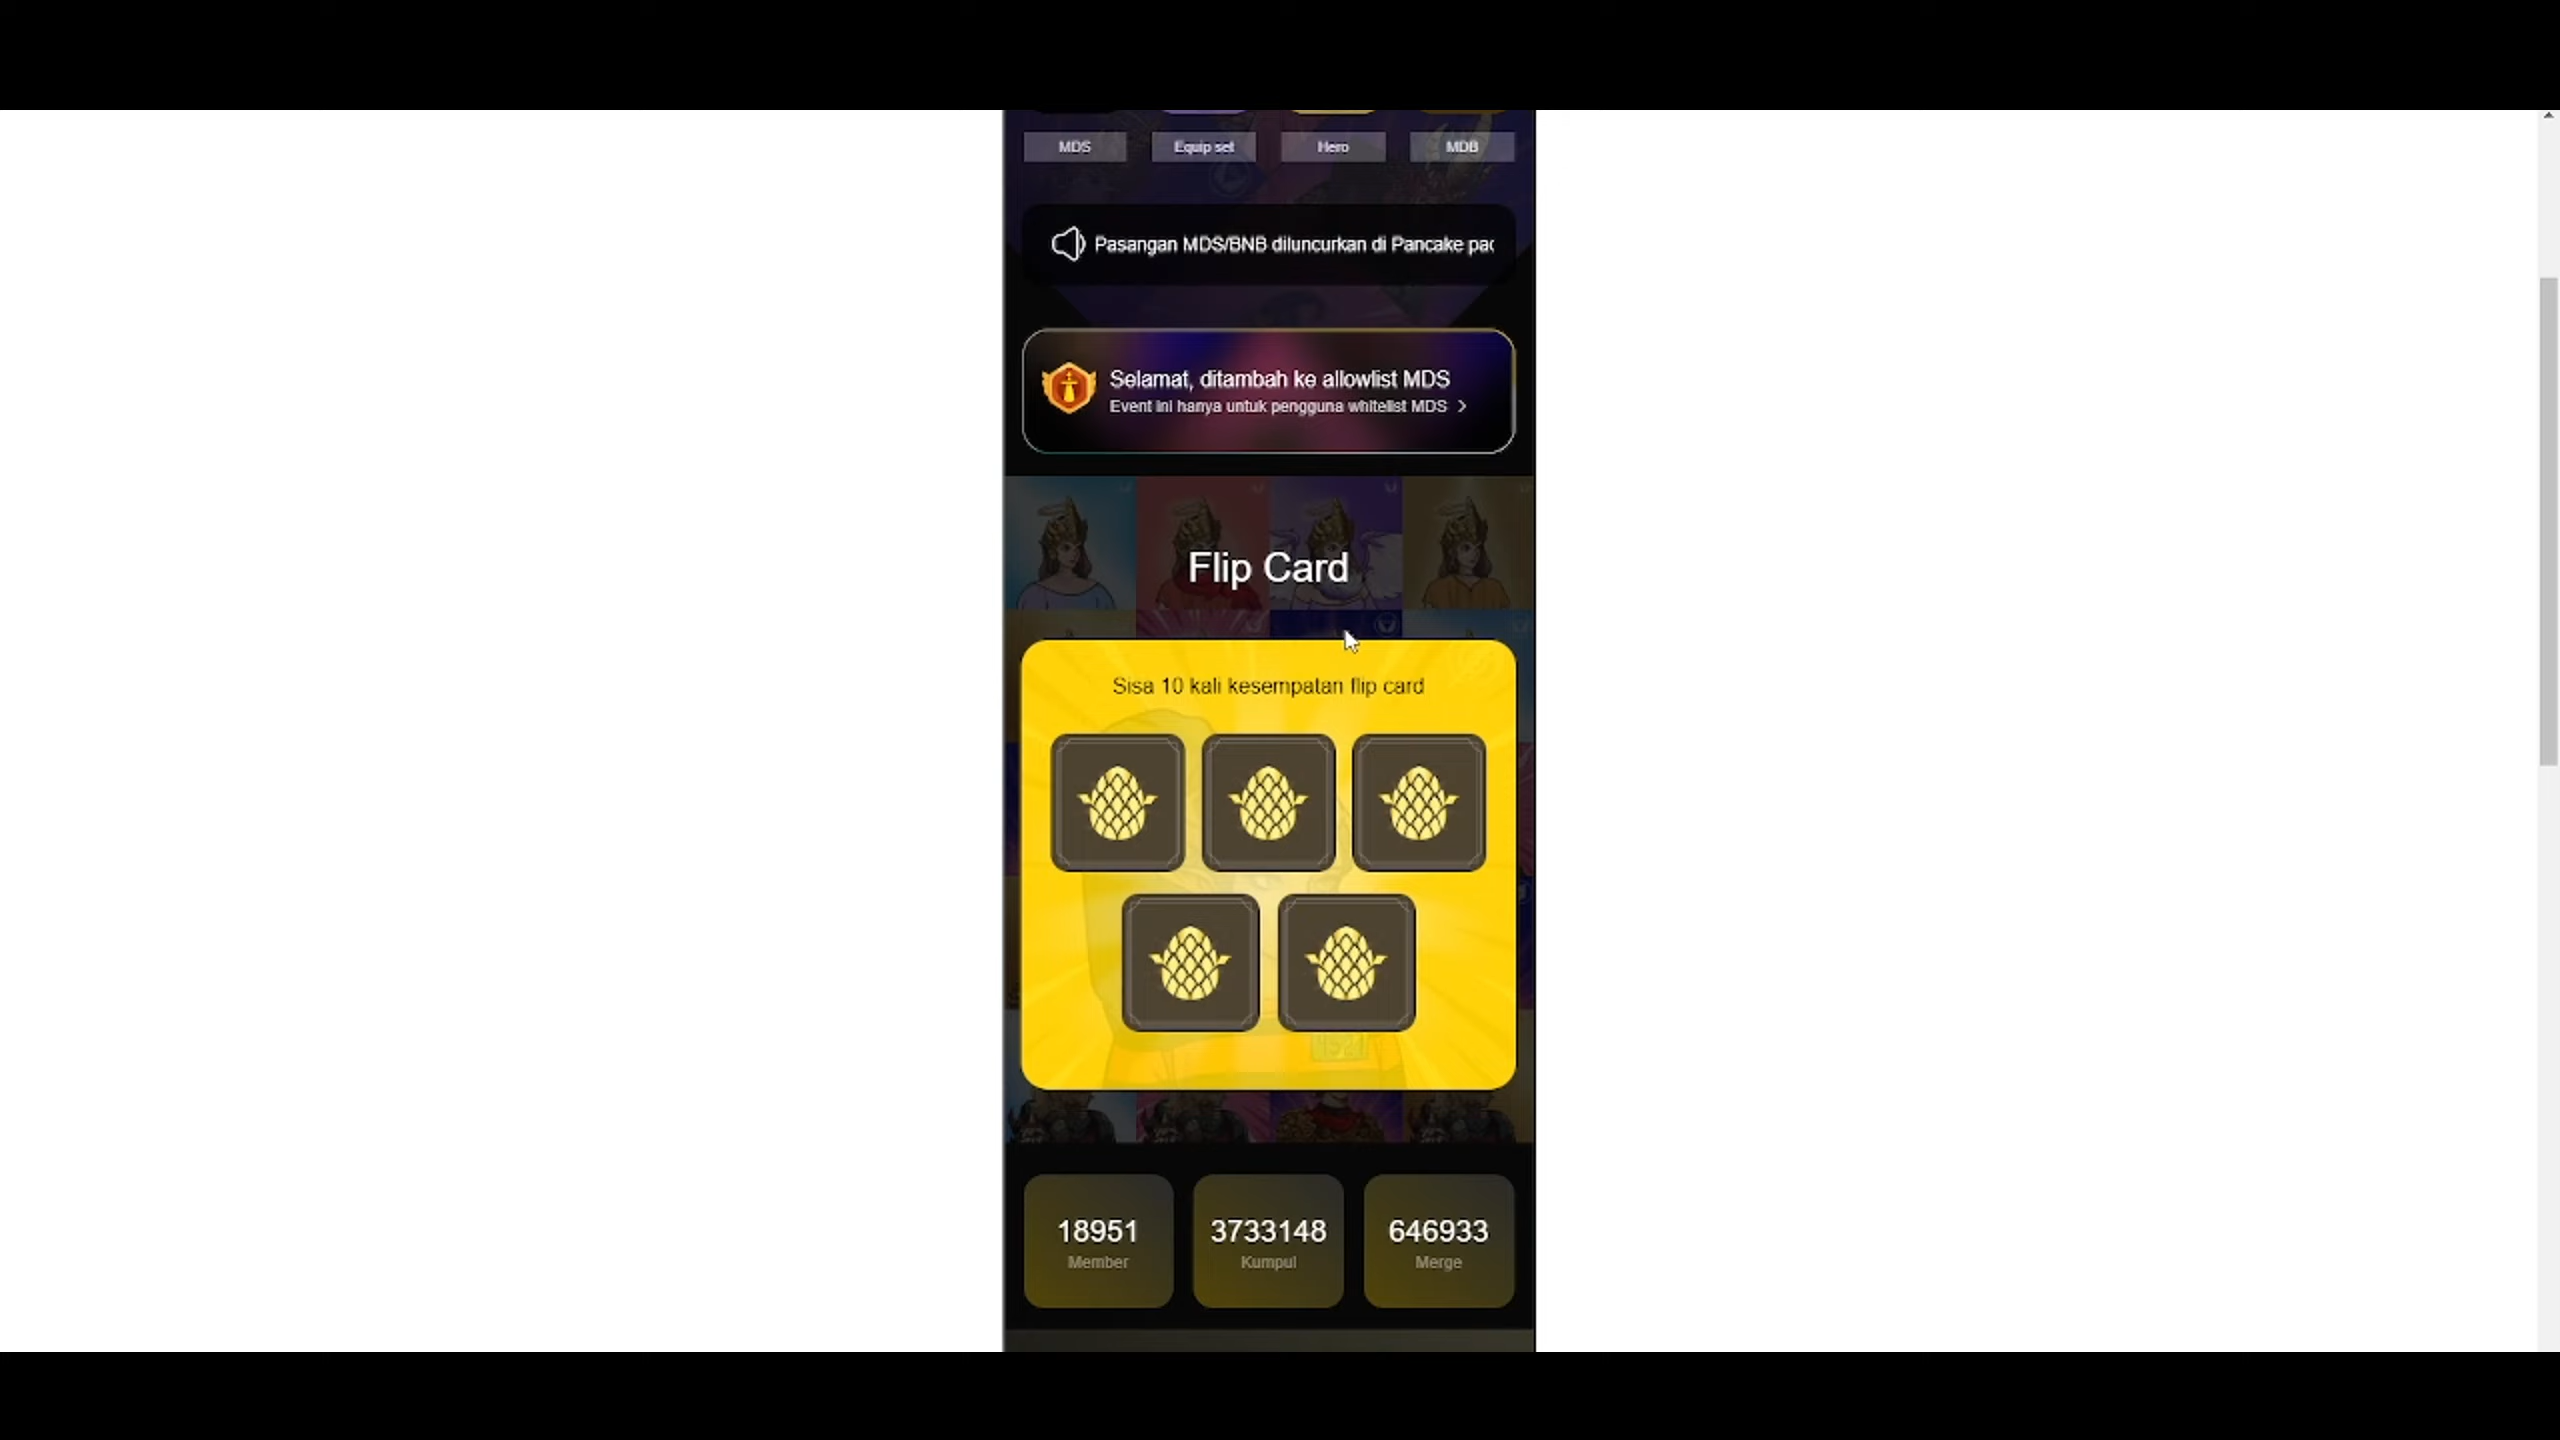 MDS
Equip set
Hero
MDB
Pasangan MDS/BNB diluncurkan di Pancake
Selamat, ditambah ke allowlist MDS
Event ini hanya untuk pengguna whitelist MDS
Flip Card
Sisa 10 kali kesempatan flip card
18951
3733148
646933
Member
Kumpul
Merge